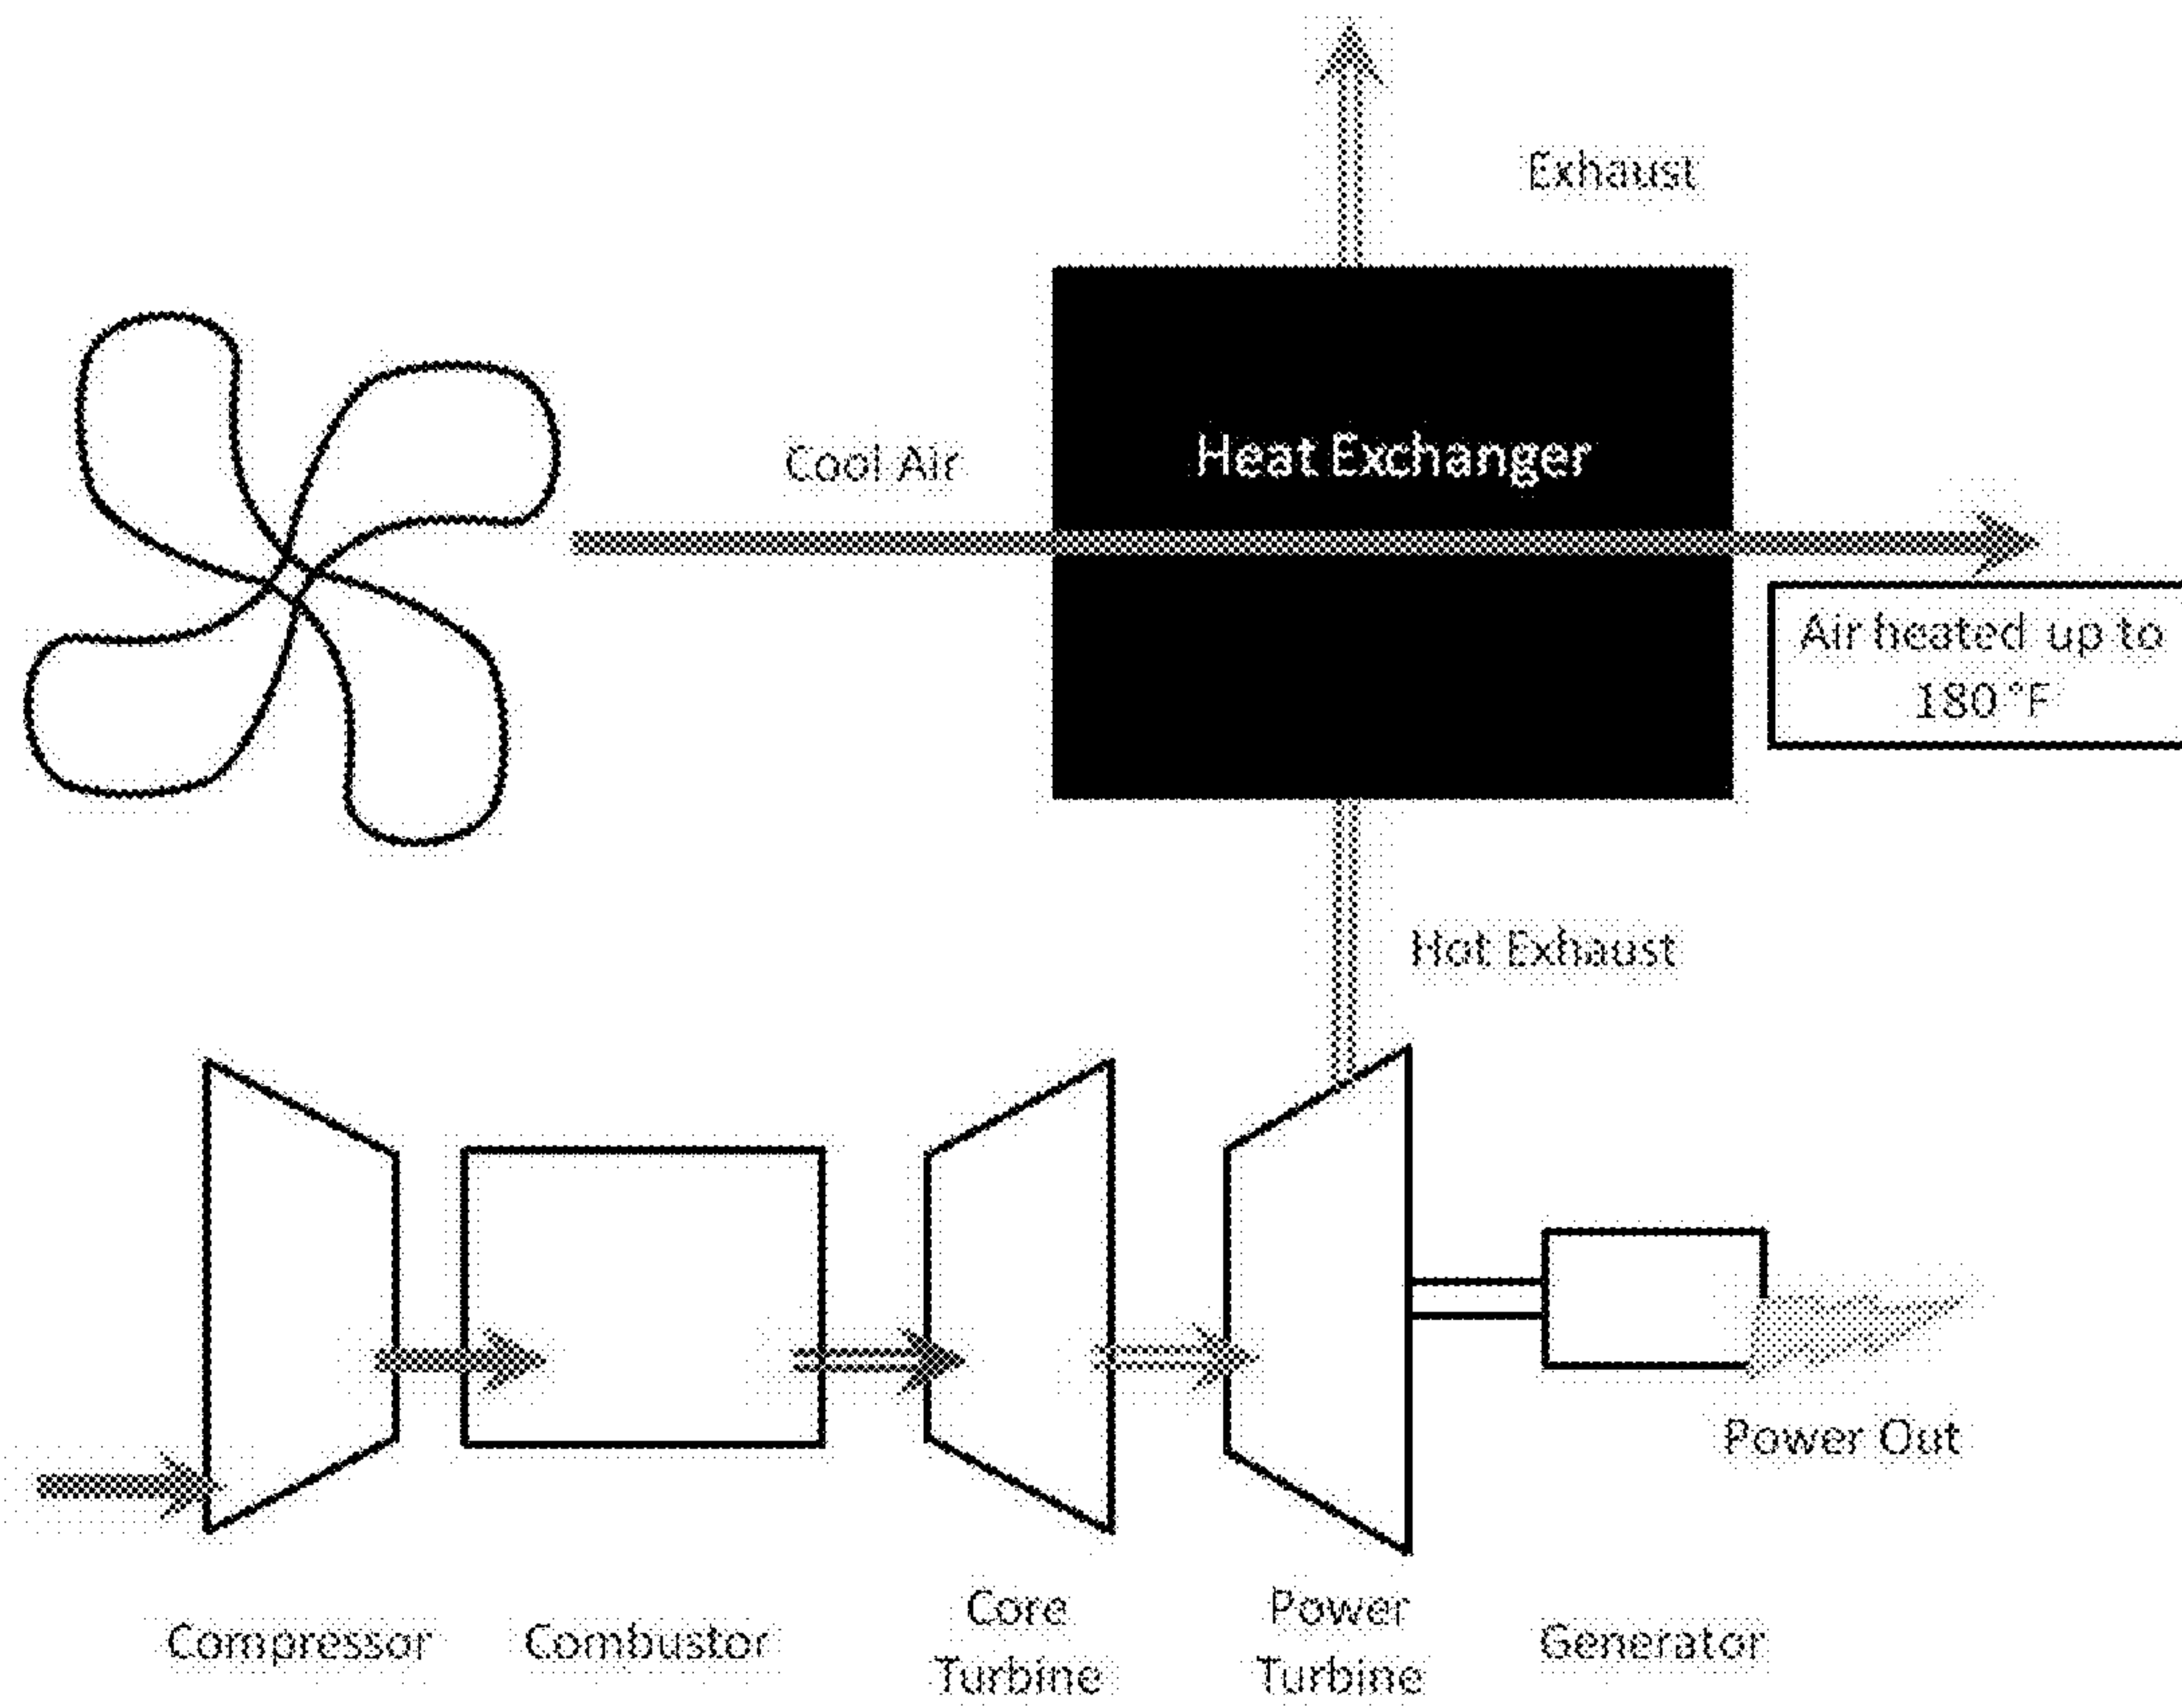 Exhaust
Cool Air
Heat Exchanger
Air heated up to
180 °F
Hot Exhaust
Power Out
Compressor
Combustor
Core
Turbine
Power
Turbine
Generator